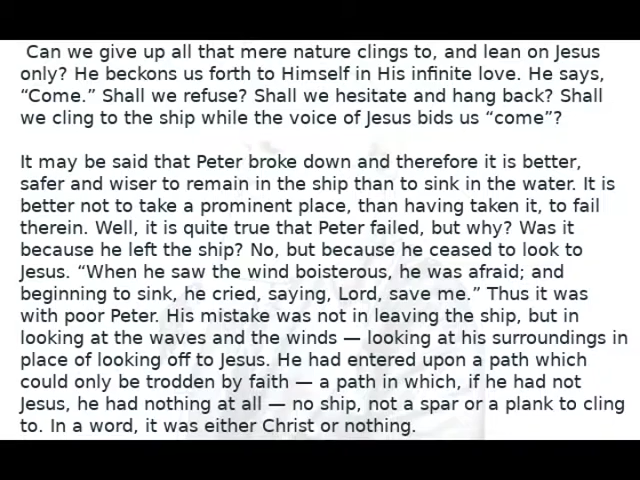 Can we give up all that mere nature clings to, and lean on Jesus
only? He beckons us forth to Himself in His infinite love. He says,
“Come.” Shall we refuse? Shall we hesitate and hang back? Shall
we cling to the ship while the voice of Jesus bids us “come”?
It may be said that Peter broke down and therefore it is better,
safer and wiser to remain in the ship than to sink in the water. It is
better not to take a prominent place, than having taken it, to fail
therein. Well, it is quite true that Peter failed, but why? Was it
because he left the ship? No, but because he ceased to look to
Jesus. “When he saw the wind boisterous, he was afraid; and
beginning to sink, he cried, saying, Lord, save me.” Thus it was
with poor Peter. His mistake was not in leaving the ship, but in
looking at the waves and the winds — looking at his surroundings in
place of looking off to Jesus. He had entered upon a path which
could only be trodden by faith — a path in which, if he had not
Jesus, he had nothing at all — no ship, not a spar or a plank to cling
to. In a word, it was either Christ or nothing.